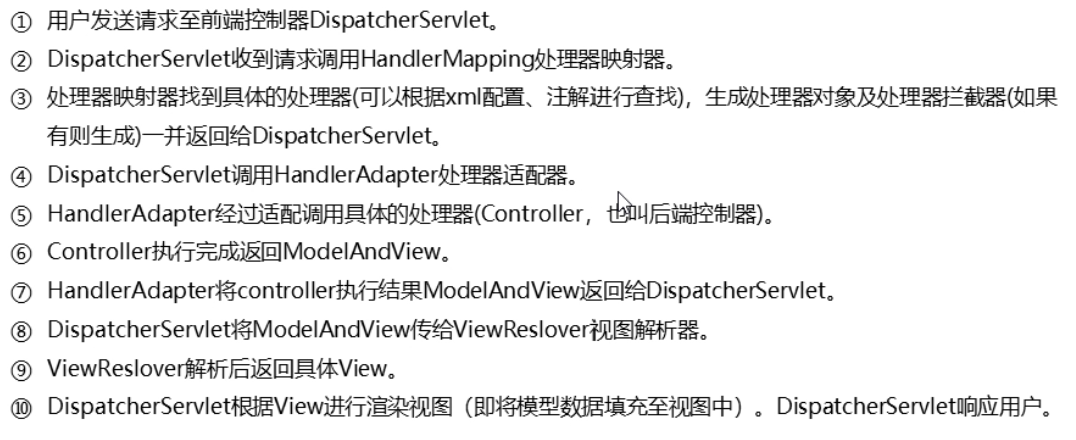 ① 用户发送请求至前端控制器DispatcherServlet。
② DispatcherServlet收到请求调用HandlerMapping处理器映射器。
③ 处理器映射器找到具体的处理器(可以根据xml配置、注解进行查找)，生成处理器对象及处理器拦截器(如果
有则生成)一并返回给DispatcherServlet。
④ DispatcherServlet调用HandlerAdapter处理器适配器。
⑤ HandlerAdapter经过适配调用具体的处理器(Controller，也叫后端控制器)。
⑥ Controller执行完成返回ModelAndView。
⑦ HandlerAdapter将controller执行结果ModelAndView返回给DispatcherServlet。
⑧ DispatcherServlet将ModelAndView传给ViewReslover视图解析器。
⑨ ViewReslover解析后返回具体View。
⑩ DispatcherServlet根据View进行渲染视图（即将模型数据填充至视图中）。DispatcherServlet响应用户。